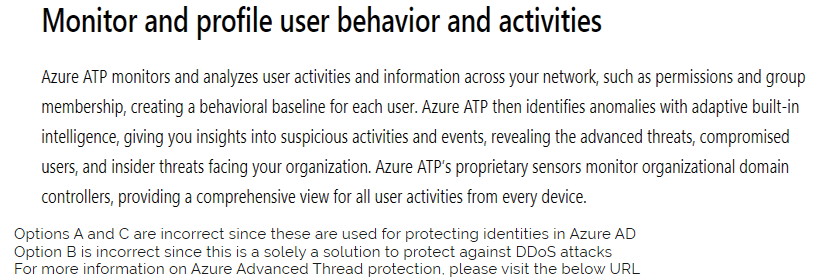 Monitor and profile user behavior and activities
Azure ATP monitors and analyzes user activities and information across your network, such as permissions and group
membership, creating a behavioral baseline for each user. Azure ATP then identifies anomalies with adaptive built-in
intelligence, giving you insights into suspicious activities and events, revealing the advanced threats, compromised
users, and insider threats facing your organization. Azure ATP's proprietary sensors monitor organizational domain
controllers, providing a comprehensive view for all user activities from every device.
Options A and C are incorrect since these are used for protecting identities in Azure AD
Option B is incorrect since this is a solely a solution to protect against DDoS attacks
For more information on Azure Advanced Thread protection, please visit the below URL